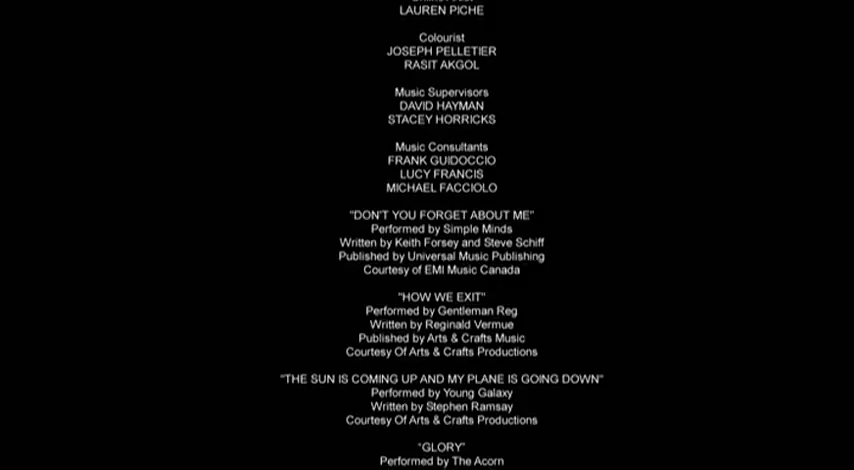 LAUREN PICHE
Colourist
JOSEPH PELLETIER
RASIT AKGOL
Music Supervisors
DAVID HAYMAN
STACEY HORRICKS
Music Consultants
FRANK GUIDOCCIO
LUCY FRANCIS
MICHAEL FACCIOLO
"DON'T YOU FORGET ABOUT ME"
Performed by Simple Minds
Written by Keith Forsey and Steve Schiff
Published by Universal Music Publishing
Courtesy of EMI Music Canada
"HOW WE EXIT"
Performed by Gentleman Reg
Written by Reginald Vermue
Published by Arts & Crafts Music
Courtesy Of Arts & Crafts Productions
"THE SUN IS COMING UP AND MY PLANE IS GOING DOWN"
Performed by Young Galaxy
Written by Stephen Ramsay
Courtesy Of Arts & Crafts Productions
"GLORY"
Performed by The Acorn